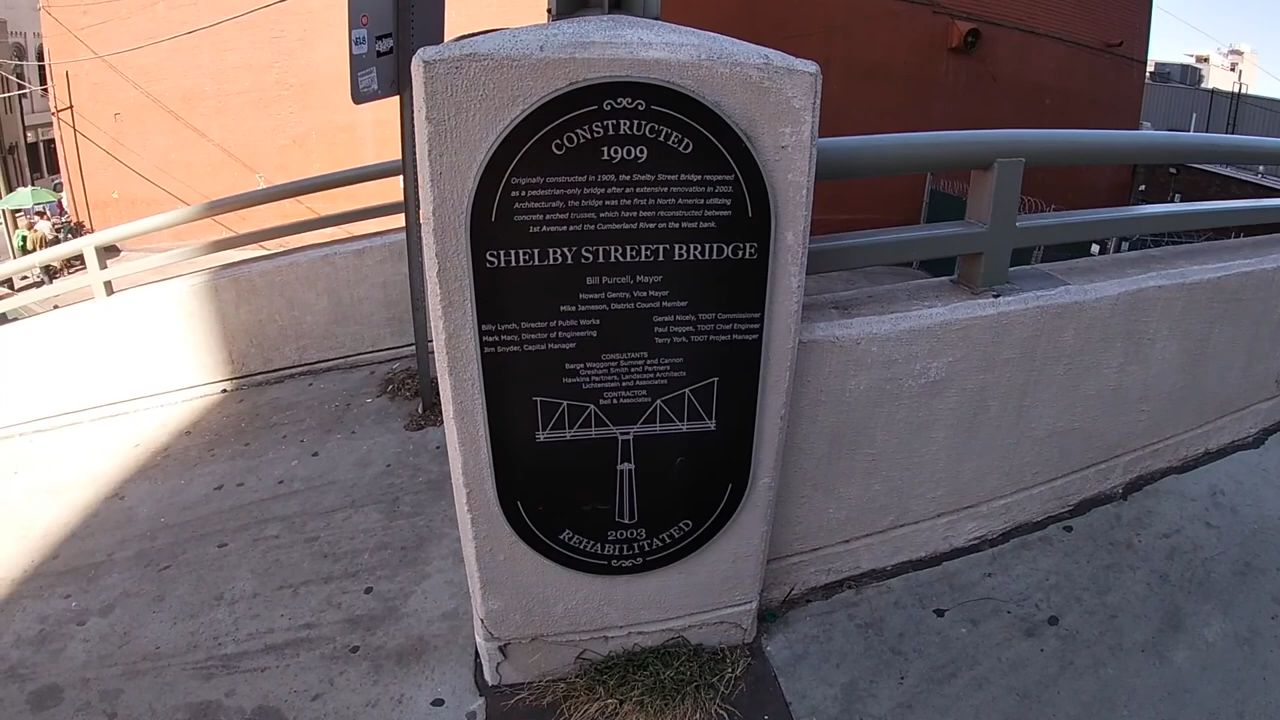 CONSTRUCTED
1909
Originally constructed in 1909, the Shelby Street Bridge reopened
as a pedestrian-only bridge after an extensive renovation in 2003.
Architecturally, the bridge was the first in North America utilizing
concrete arched trusses, which have been reconstructed between
1st Avenue and the Cumberland River on the West bank.
SHELBY STREET BRIDGE
Bill Purcell, Mayor
Howard Gentry, Vice Mayor
Mike Jameson, District Council Member
Billy Lynch, Director of Public Works
Mark Macy, Director of Engineering
Jim Snyder, Capital Manager
Gerald Nicely, TDOT Commissioner
Paul Degges, TDOT Chief Engineer
Terry York, TDOT Project Manager
CONSULTANTS
Barge Waggoner Sumner and Cannon
Gresham Smith and Partners
Hawkins Partners, Landscape Architects
Lichtenstein and Associates
CONTRACTOR
Bell & Associates
2003
REHABILITATED